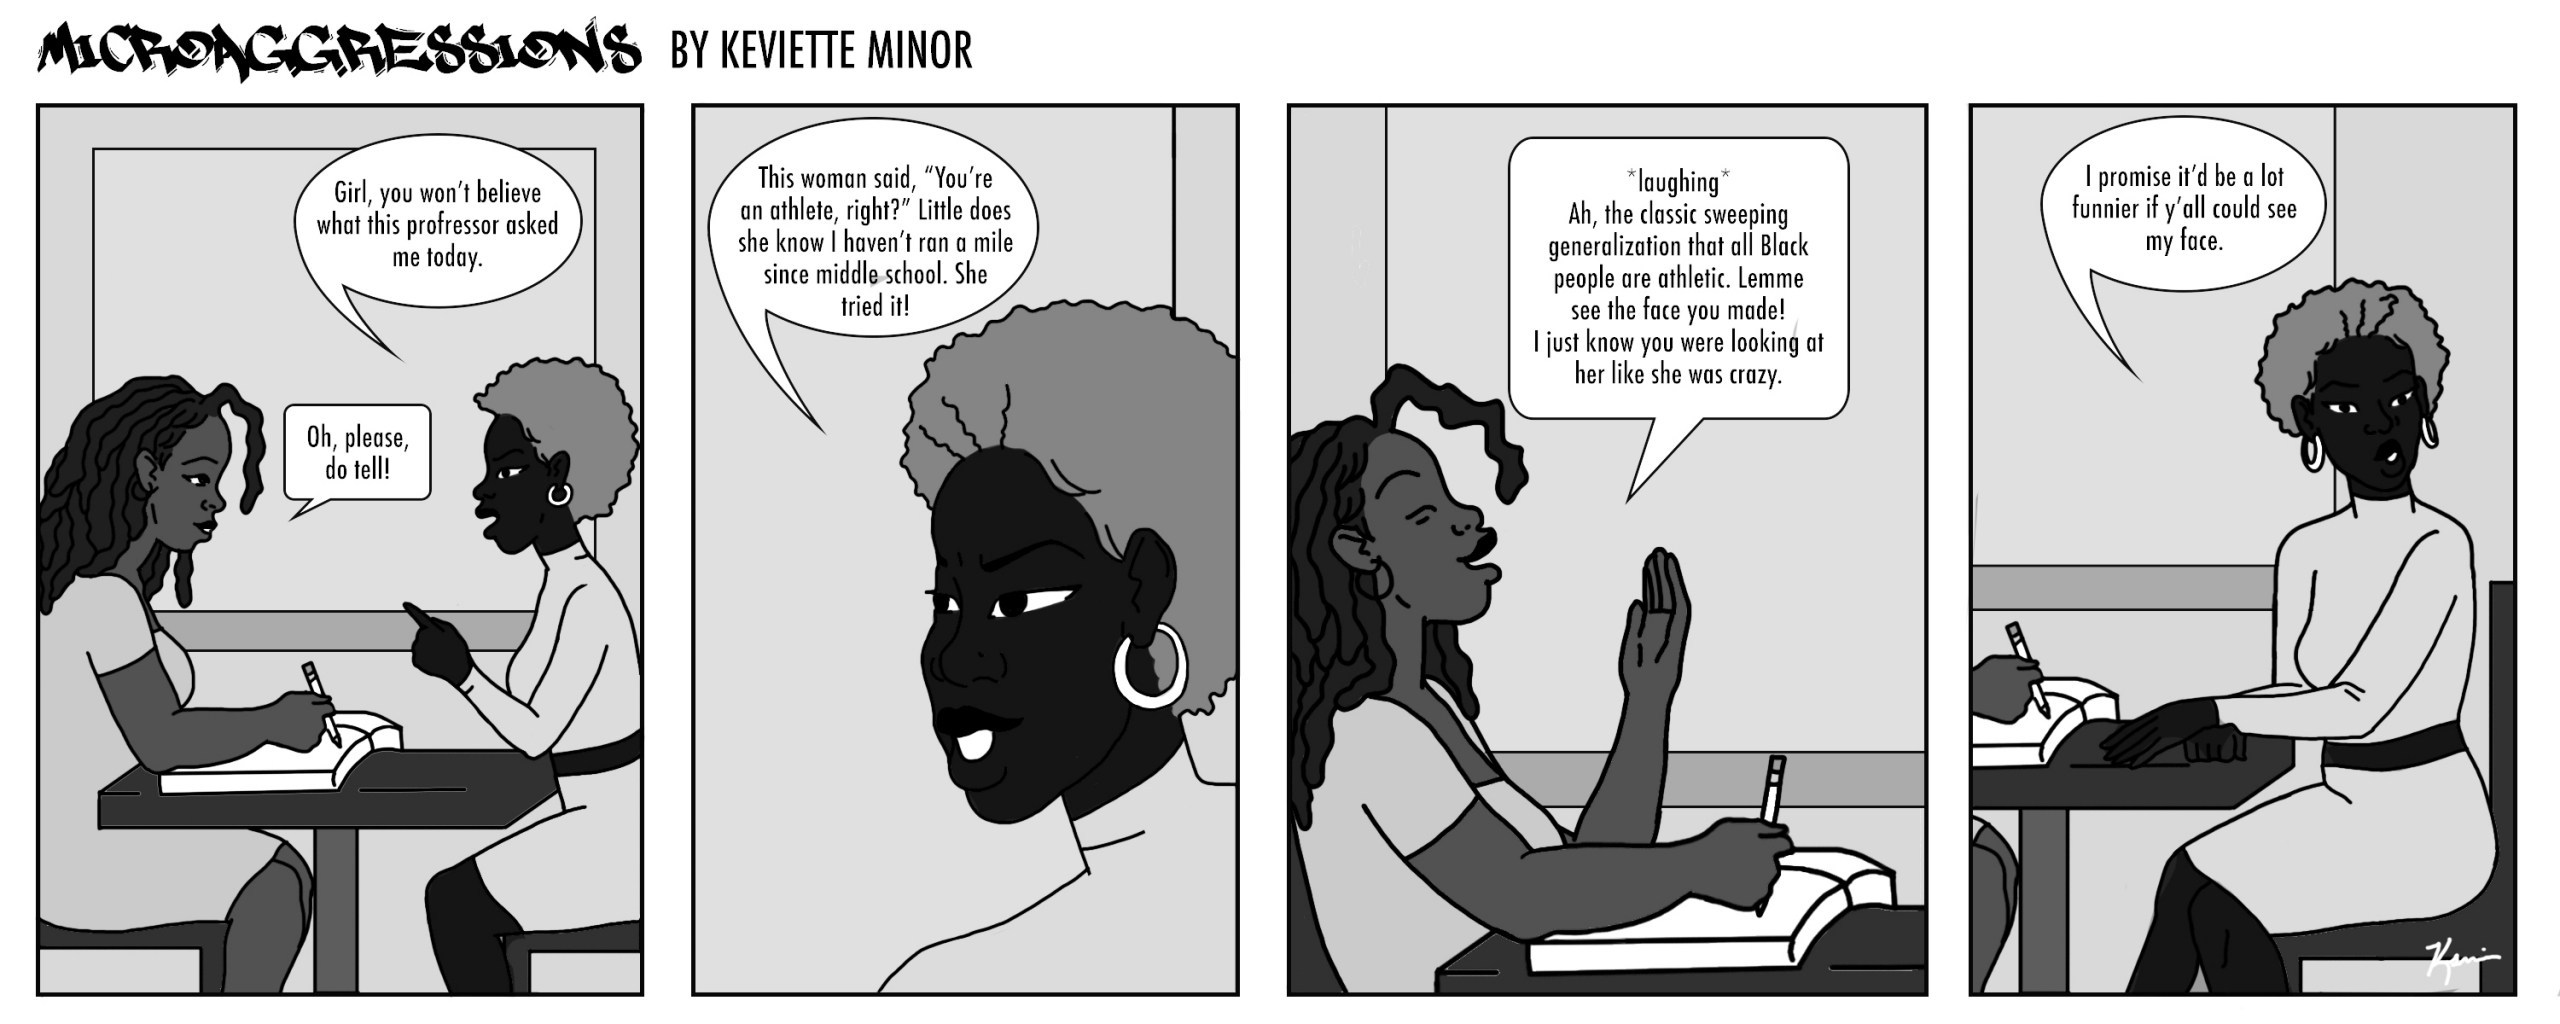 MICROAGGRESSIONS BY KEVIETTE MINOR
Girl, you won't believe
what this profressor asked
me today.
Oh, please,
do tell!
This woman said, “You're
an athlete, right?” Little does
she know I haven't ran a mile
since middle school. She
tried it!
*laughing*
Ah, the classic sweeping
generalization that all Black
people are athletic. Lemme
see the face you made!
I just know you were looking at
her like she was crazy.
I promise it'd be a lot
funnier if y'all could see
my face.